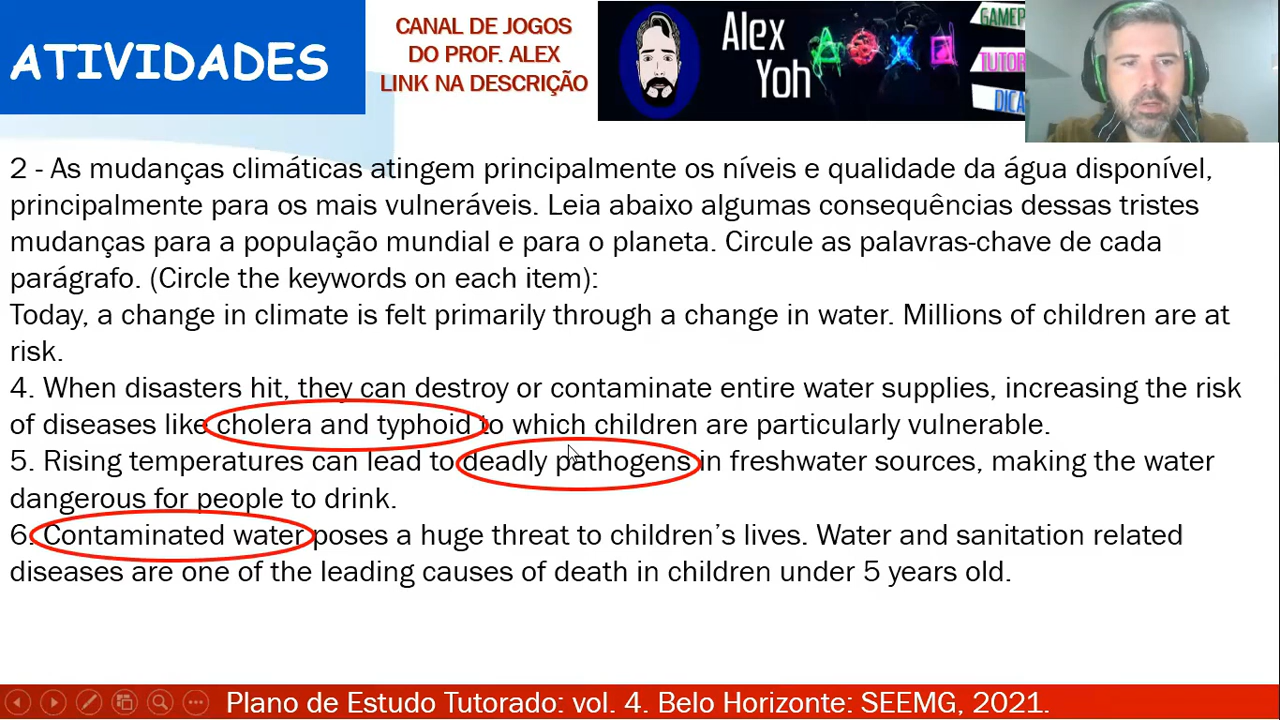 ATIVIDADES
CANAL DE JOGOS
DO PROF. ALEX
LINK NA DESCRIÇÃO
Alex
Yoh
2 - As mudanças climáticas atingem principalmente os níveis e qualidade da água disponível,
principalmente para os mais vulneráveis. Leia abaixo algumas consequências dessas tristes
mudanças para a população mundial e para o planeta. Circule as palavras-chave de cada
parágrafo. (Circle the keywords on each item):
Today, a change in climate is felt primarily through a change in water. Millions of children are at
risk.
4. When disasters hit, they can destroy or contaminate entire water supplies, increasing the risk
of diseases like cholera and typhoid to which children are particularly vulnerable.
5. Rising temperatures can lead to deadly pathogens in freshwater sources, making the water
dangerous for people to drink.
6. Contaminated water poses a huge threat to children’s lives. Water and sanitation related
diseases are one of the leading causes of death in children under 5 years old.
Plano de Estudo Tutorado: vol. 4. Belo Horizonte: SEEMG, 2021.